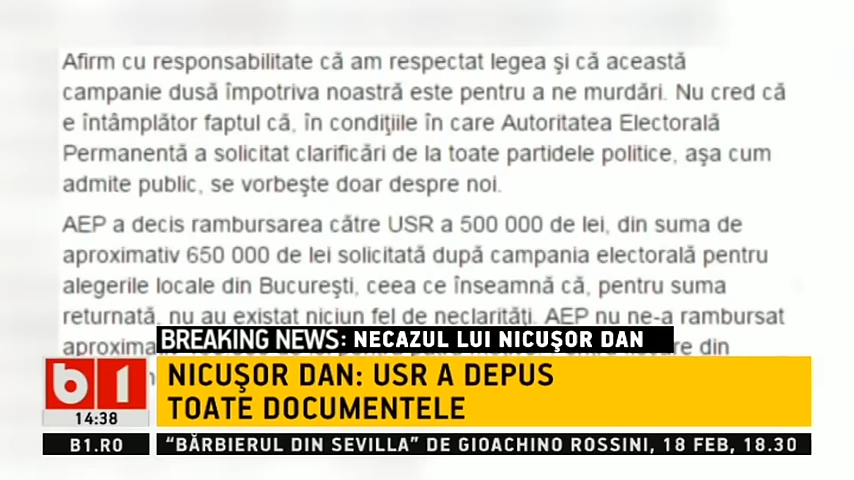 Afirm cu responsabilitate că am respectat legea şi că această
campanie dusă împotriva noastră este pentru a ne murdări. Nu cred că
e întâmplător faptul că, în condiţiile în care Autoritatea Electorală
Permanentă a solicitat clarificări de la toate partidele politice, aşa cum
admite public, se vorbeşte doar despre noi.
AEP a decis rambursarea către USR a 500 000 de lei, din suma de
aproximativ 650 000 de lei solicitată după campania electorală pentru
alegerile locale din Bucureşti, ceea ce înseamnă că, pentru suma
returnată, nu au existat niciun fel de neclarităţi. AEP nu ne-a rambursat
din
BREAKING NEWS: NECAZUL LUI NICUŞOR DAN
B1
NICUŞOR DAN: USR A DEPUS
TOATE DOCUMENTELE
14:38
B1.RO
“BĂRBIERUL DIN SEVILLA” DE GIOACHINO ROSSINI, 18 FEB, 18.30